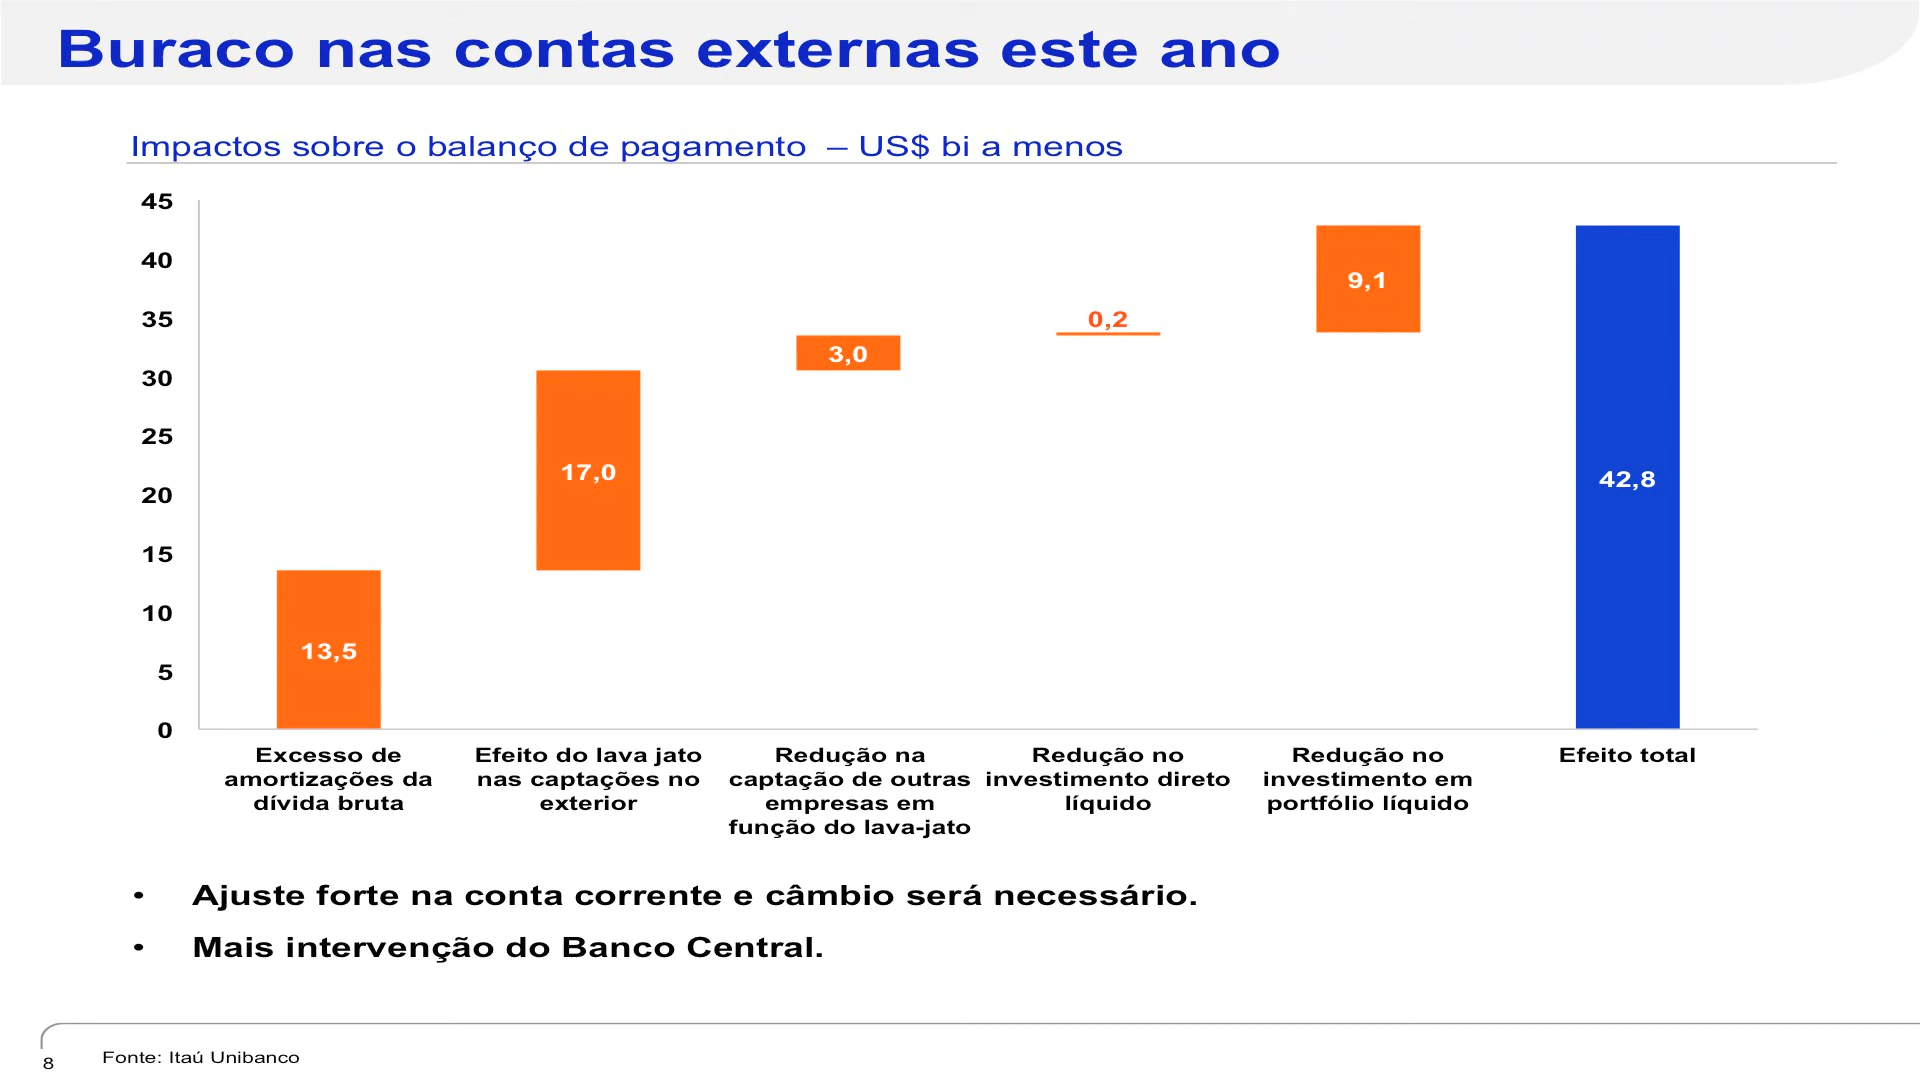 Buraco nas contas externas este ano
Impactos sobre o balanço de pagamento – US$ bi a menos
45
40
35
30
25
20
15
10
5
0
13,5
17,0
3,0
0,2
9,1
42,8
Excesso de
amortizações da
dívida bruta
Efeito do lava jato
nas captações no
exterior
Redução na
captação de outras
empresas em
função do lava-jato
Redução no
investimento direto
líquido
Redução no
investimento em
portfólio líquido
Efeito total
• Ajuste forte na conta corrente e câmbio será necessário.
• Mais intervenção do Banco Central.
8
Fonte: Itaú Unibanco